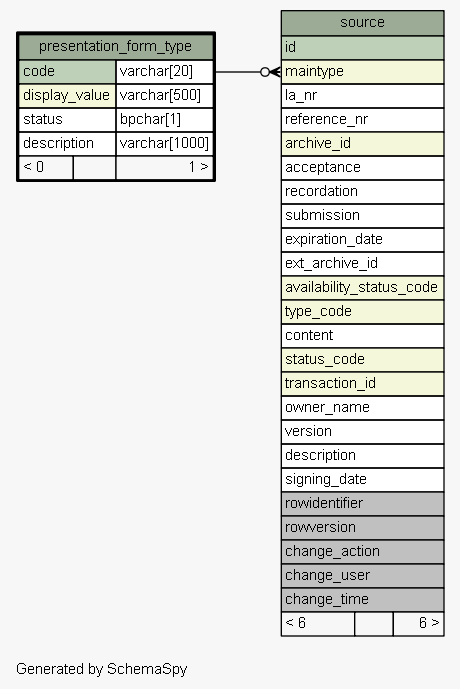 presentation_form_type
code varchar[20]
display_value varchar[500]
status bpchar[1]
description varchar[1000]
< 0 1 >
source
id
maintype
la_nr
reference_nr
archive_id
acceptance
recordation
submission
expiration_date
ext_archive_id
availability_status_code
type_code
content
status_code
transaction_id
owner_name
version
description
signing_date
rowidentifier
rowversion
change_action
change_user
change_time
< 6 6 >
Generated by SchemaSpy